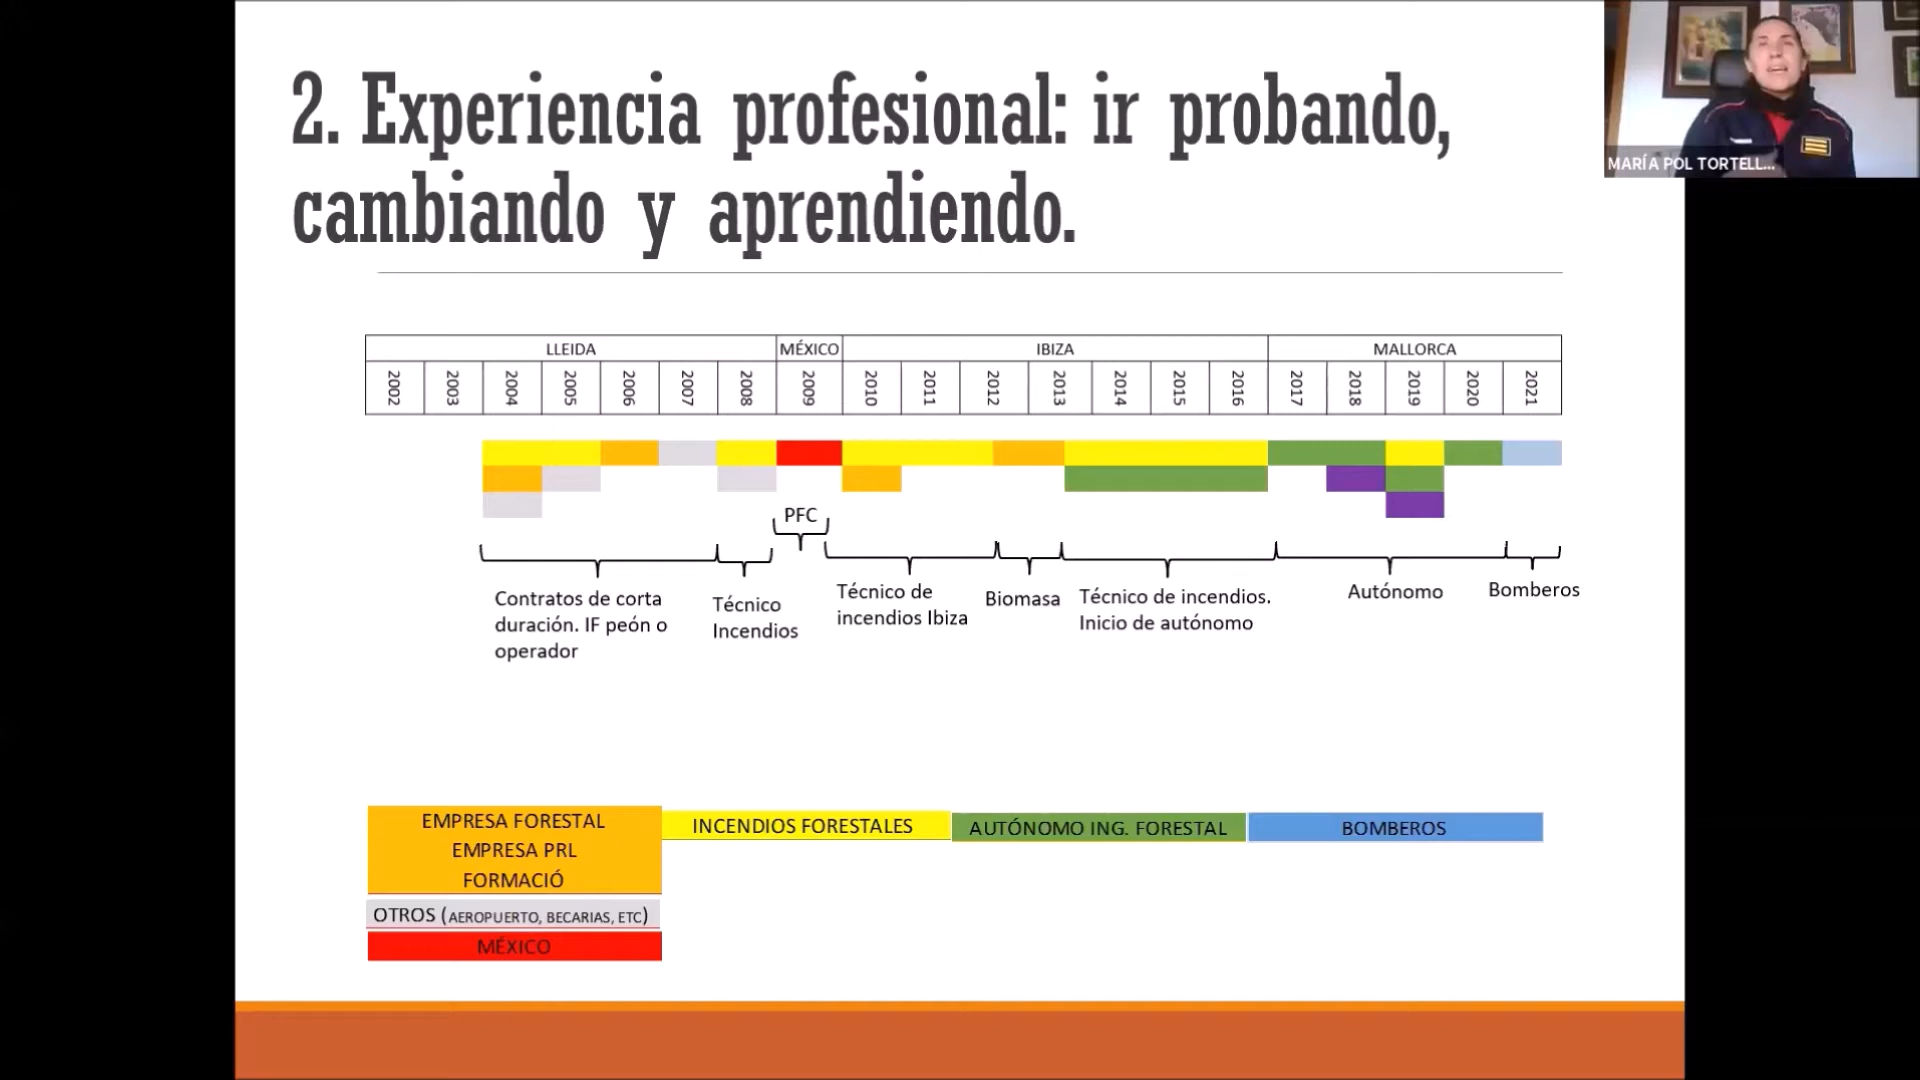 2. Experiencia profesional: ir probando,
cambiando y aprendiendo.
MARÍA POL TORTELL...
LLEIDA MÉXICO IBIZA MALLORCA
2002 2003 2004 2005 2006 2007 2008 2009 2010 2011 2012 2013 2014 2015 2016 2017 2018 2019 2020 2021
PFC
Contratos de corta
duración. IF peón o
operador
Técnico
Incendios
Técnico de
incendios Ibiza
Biomasa
Técnico de incendios.
Inicio de autónomo
Autónomo
Bomberos
EMPRESA FORESTAL
EMPRESA PRL
FORMACIÓ
INCENDIOS FORESTALES
AUTÓNOMO ING. FORESTAL
BOMBEROS
OTROS (AEROPUERTO, BECARIAS, ETC)
MÉXICO